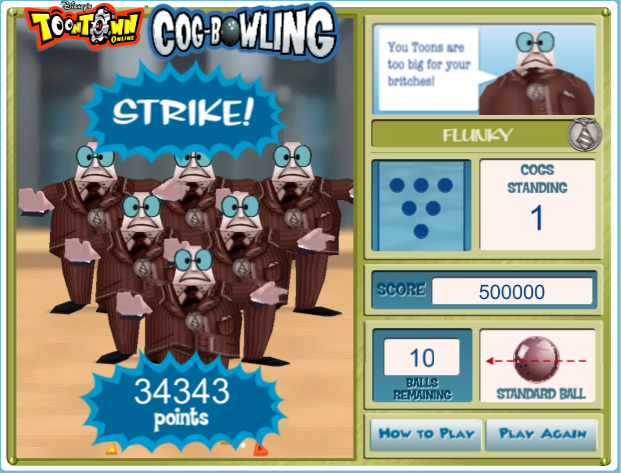 Disney's
TOONTOWN
ONLINE
COG-BOWLING
STRIKE!
You Toons are
too big for your
britches!
FLUNKY
COGS
STANDING
1
SCORE 500000
10
BALLS
REMAINING
STANDARD BALL
34343
points
HOW TO PLAY
PLAY AGAIN